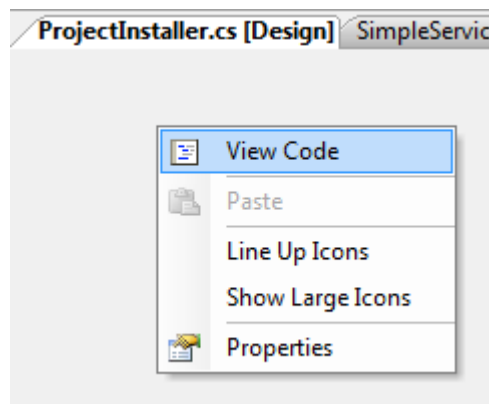 ProjectInstaller.cs [Design]
View Code
Paste
Line Up Icons
Show Large Icons
Properties